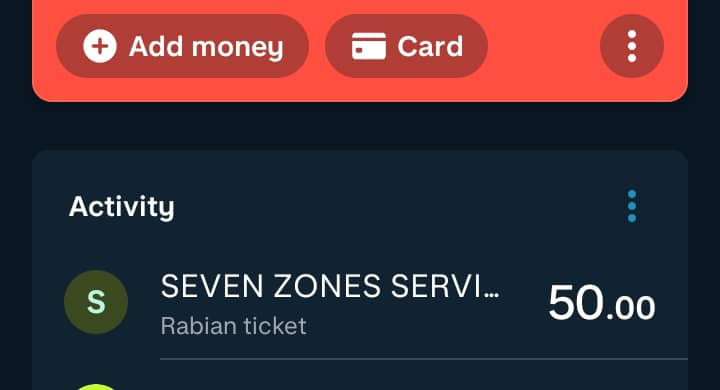 Add money
Card
Activity
S
SEVEN ZONES SERVI...
50.00
Rabian ticket